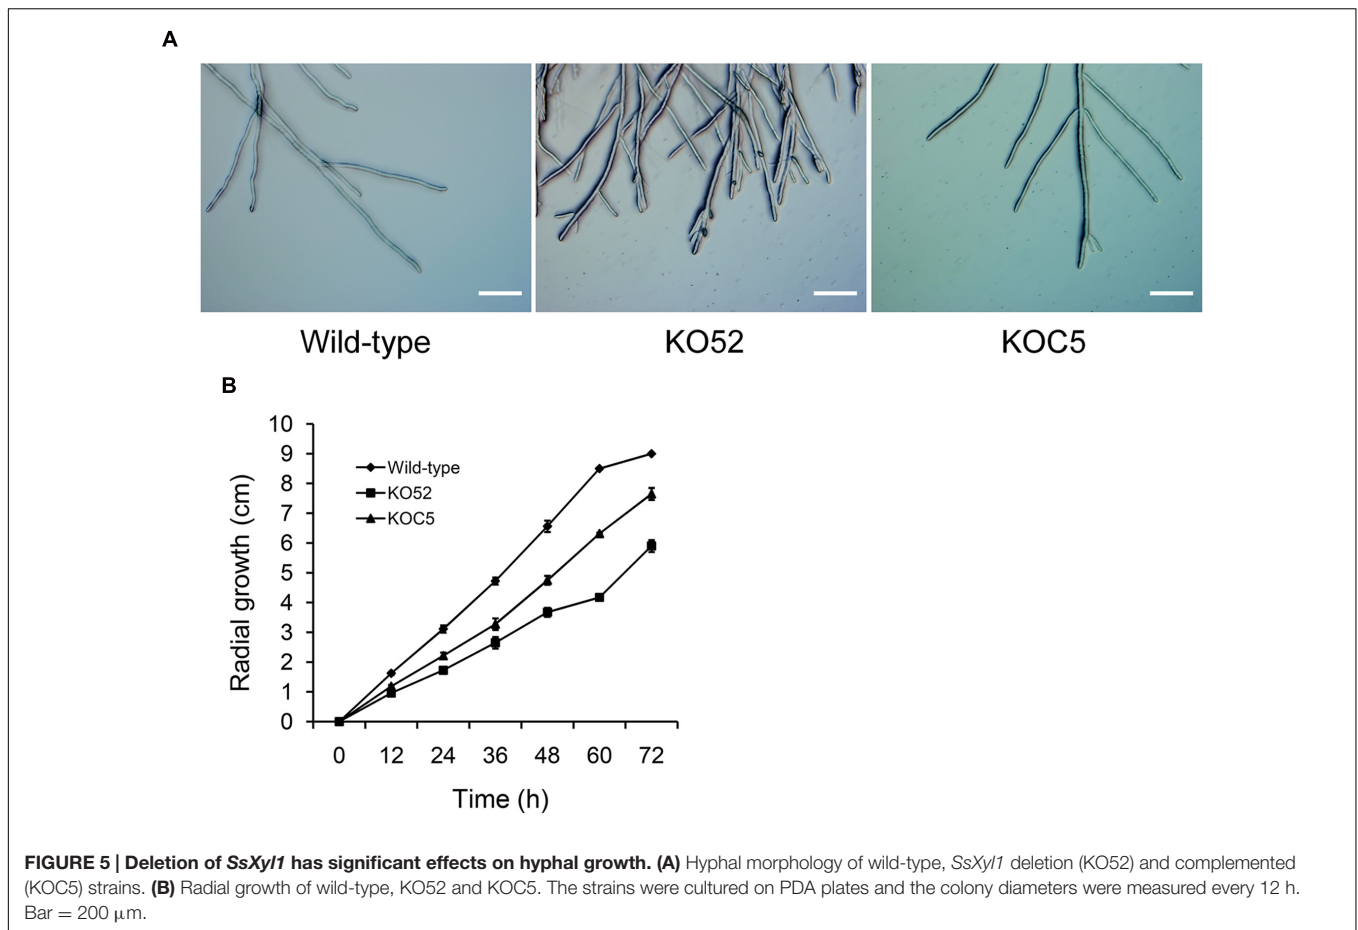 A
Wild-type
KO52
KOC5
B
10
9
8
7
6
5
4
3
2
1
0
Radial growth (cm)
Wild-type
KO52
KOC5
0 12 24 36 48 60 72
Time (h)
FIGURE 5 | Deletion of SsXyl1 has significant effects on hyphal growth. (A) Hyphal morphology of wild-type, SsXyl1 deletion (KO52) and complemented
(KOC5) strains. (B) Radial growth of wild-type, KO52 and KOC5. The strains were cultured on PDA plates and the colony diameters were measured every 12 h.
Bar = 200 μm.